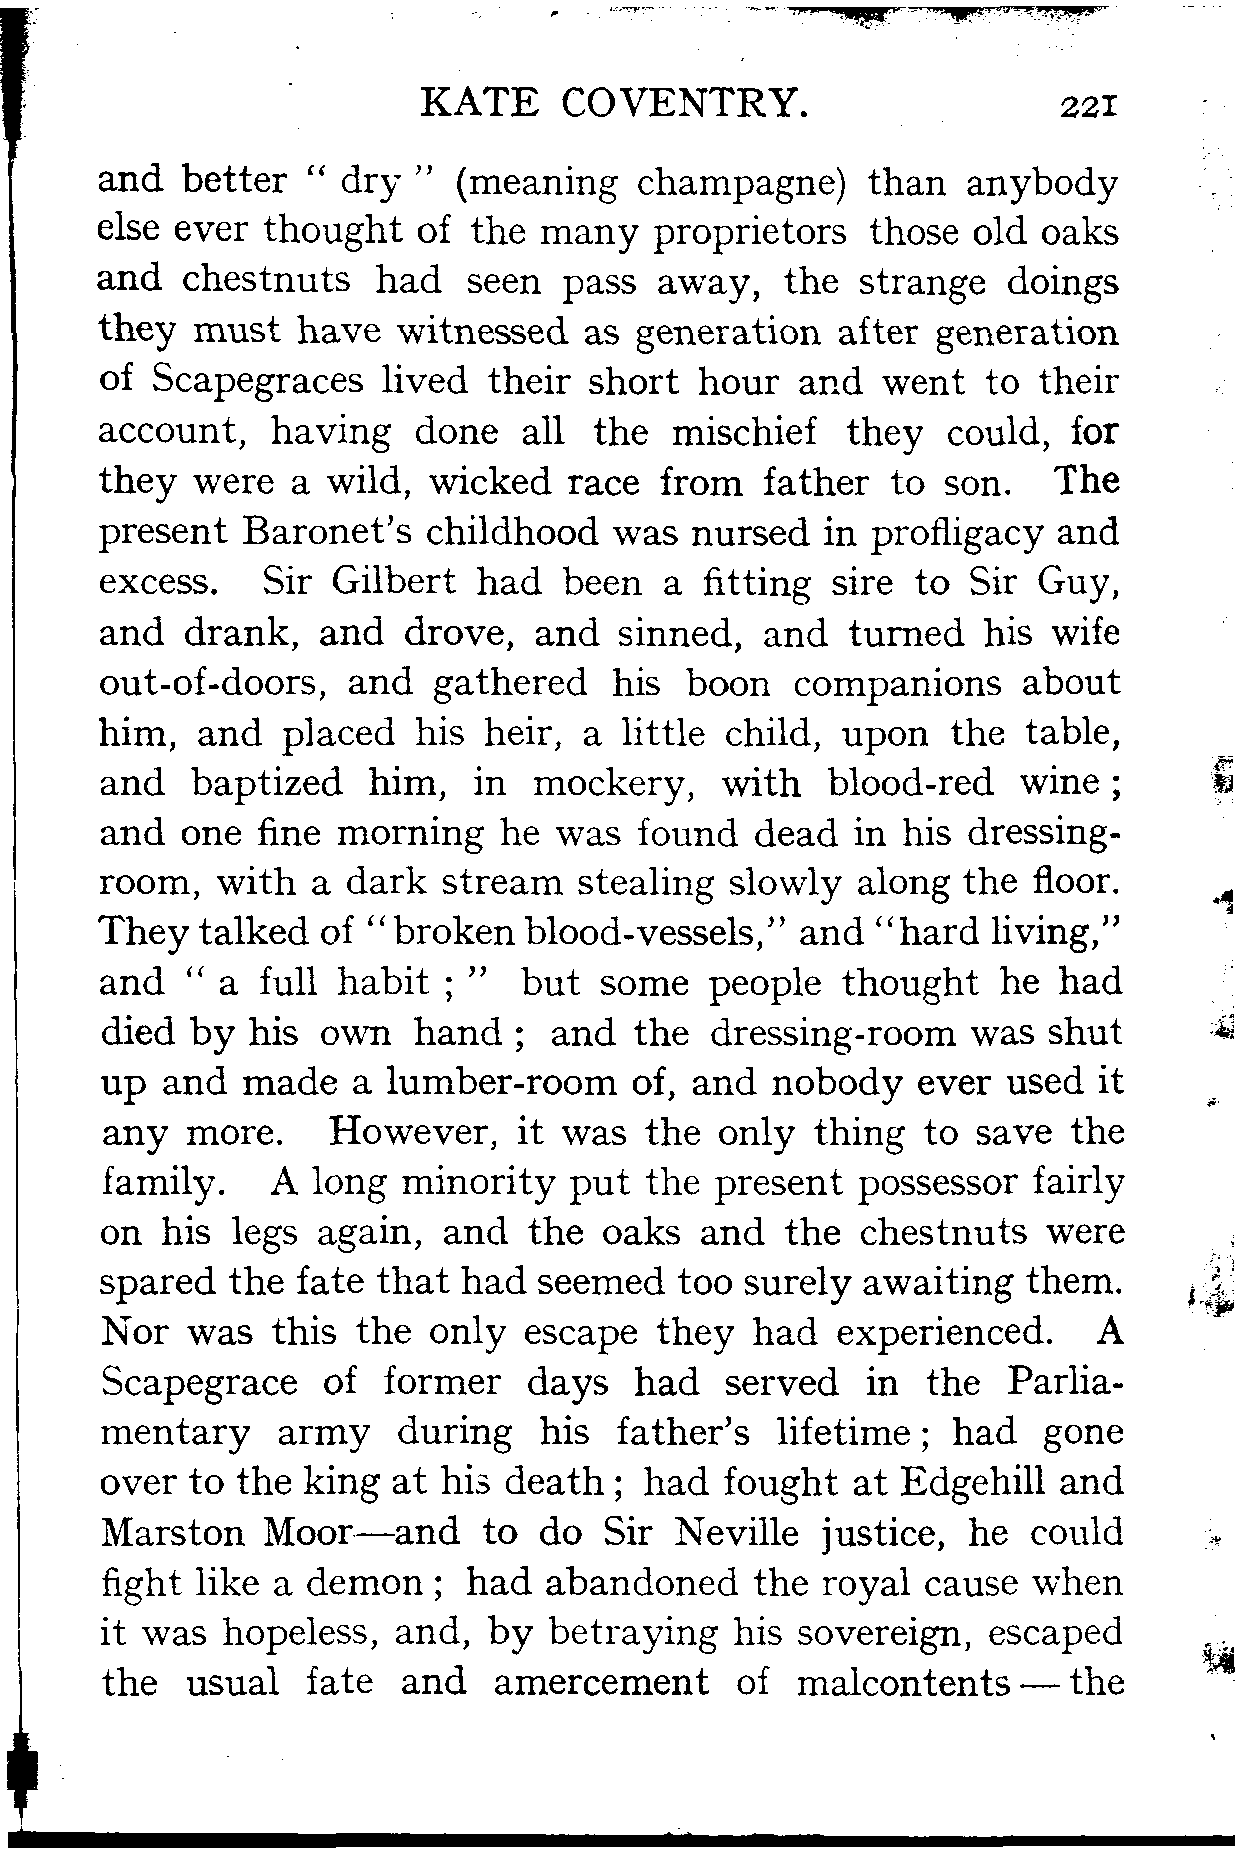 KATE COVENTRY. 221
and better " dry " (meaning champagne) than anybody
else ever thought of the many proprietors those old oaks
and chestnuts had seen pass away, the strange doings
they must have witnessed as generation after generation
of Scapegraces lived their short hour and went to their
account, having done all the mischief they could, for
they were a wild, wicked race from father to son. The
present Baronet's childhood was nursed in profligacy and
excess. Sir Gilbert had been a fitting sire to Sir Guy,
and drank, and drove, and sinned, and turned his wife
out-of-doors, and gathered his boon companions about
him, and placed his heir, a little child, upon the table,
and baptized him, in mockery, with blood-red wine ;
and one fine morning he was found dead in his dressing-
room, with a dark stream stealing slowly along the floor.
They talked of "broken blood-vessels," and "hard living,"
and " a full habit ; " but some people thought he had
died by his own hand ; and the dressing-room was shut
up and made a lumber-room of, and nobody ever used it
any more. However, it was the only thing to save the
family. A long minority put the present possessor fairly
on his legs again, and the oaks and the chestnuts were
spared the fate that had seemed too surely awaiting them.
Nor was this the only escape they had experienced. A
Scapegrace of former days had served in the Parlia-
mentary army during his father's lifetime ; had gone
over to the king at his death ; had fought at Edgehill and
Marston Moor—and to do Sir Neville justice, he could
fight like a demon ; had abandoned the royal cause when
it was hopeless, and, by betraying his sovereign, escaped
the usual fate and amercement of malcontents — the